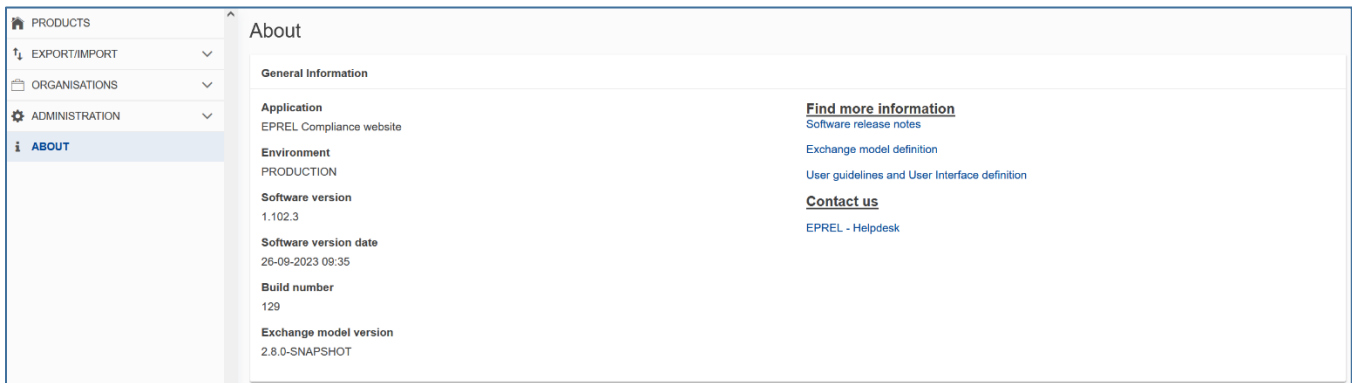 PRODUCTS
EXPORT/IMPORT
ORGANISATIONS
ADMINISTRATION
ABOUT
About
General Information
Application
EPREL Compliance website
Environment
PRODUCTION
Software version
1.102.3
Software version date
26-09-2023 09:35
Build number
129
Exchange model version
2.8.0-SNAPSHOT
Find more information
Software release notes
Exchange model definition
User guidelines and User Interface definition
Contact us
EPREL - Helpdesk